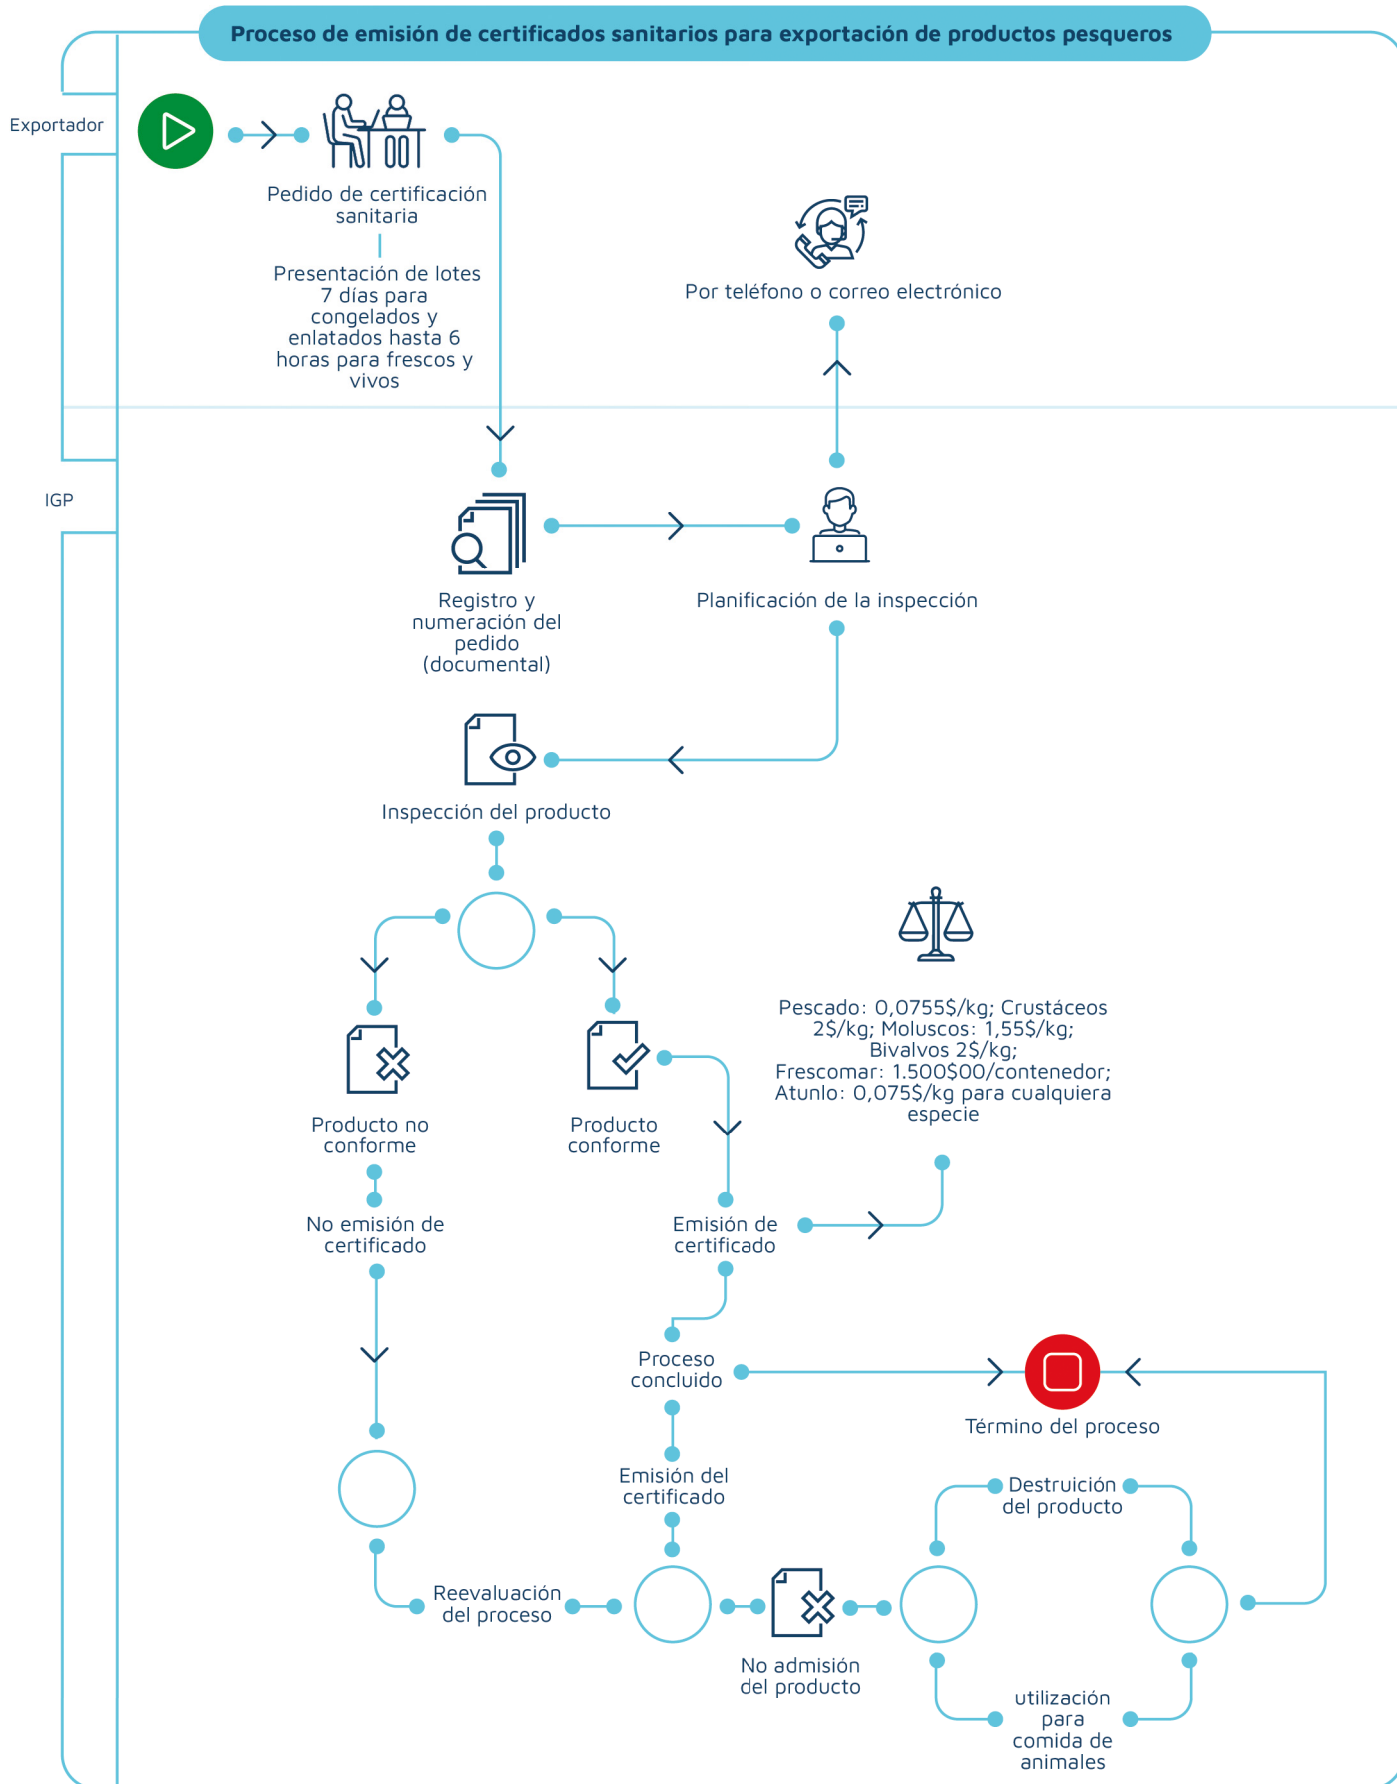 Proceso de emisión de certificados sanitarios para exportación de productos pesqueros
Exportador
Pedido de certificación
sanitaria
Presentación de lotes
7 días para
congelados y
enlatados hasta 6
horas para frescos y
vivos
Por teléfono o correo electrónico
IGP
Registro y
numeración del
pedido
(documental)
Planificación de la inspección
Inspección del producto
Pescado: 0,0755$/kg; Crustáceos
2$/kg; Moluscos: 1,55$/kg;
Bivalvos 2$/kg;
Frescomar: 1.500$00/contenedor;
Atunlo: 0,075$/kg para cualquiera
especie
Producto no
conforme
Producto
conforme
No emisión de
certificado
Emisión de
certificado
Proceso
concluido
Término del proceso
Emisión del
certificado
Destruición
del producto
Reevaluación
del proceso
No admisión
del producto
utilización
para
comida de
animales